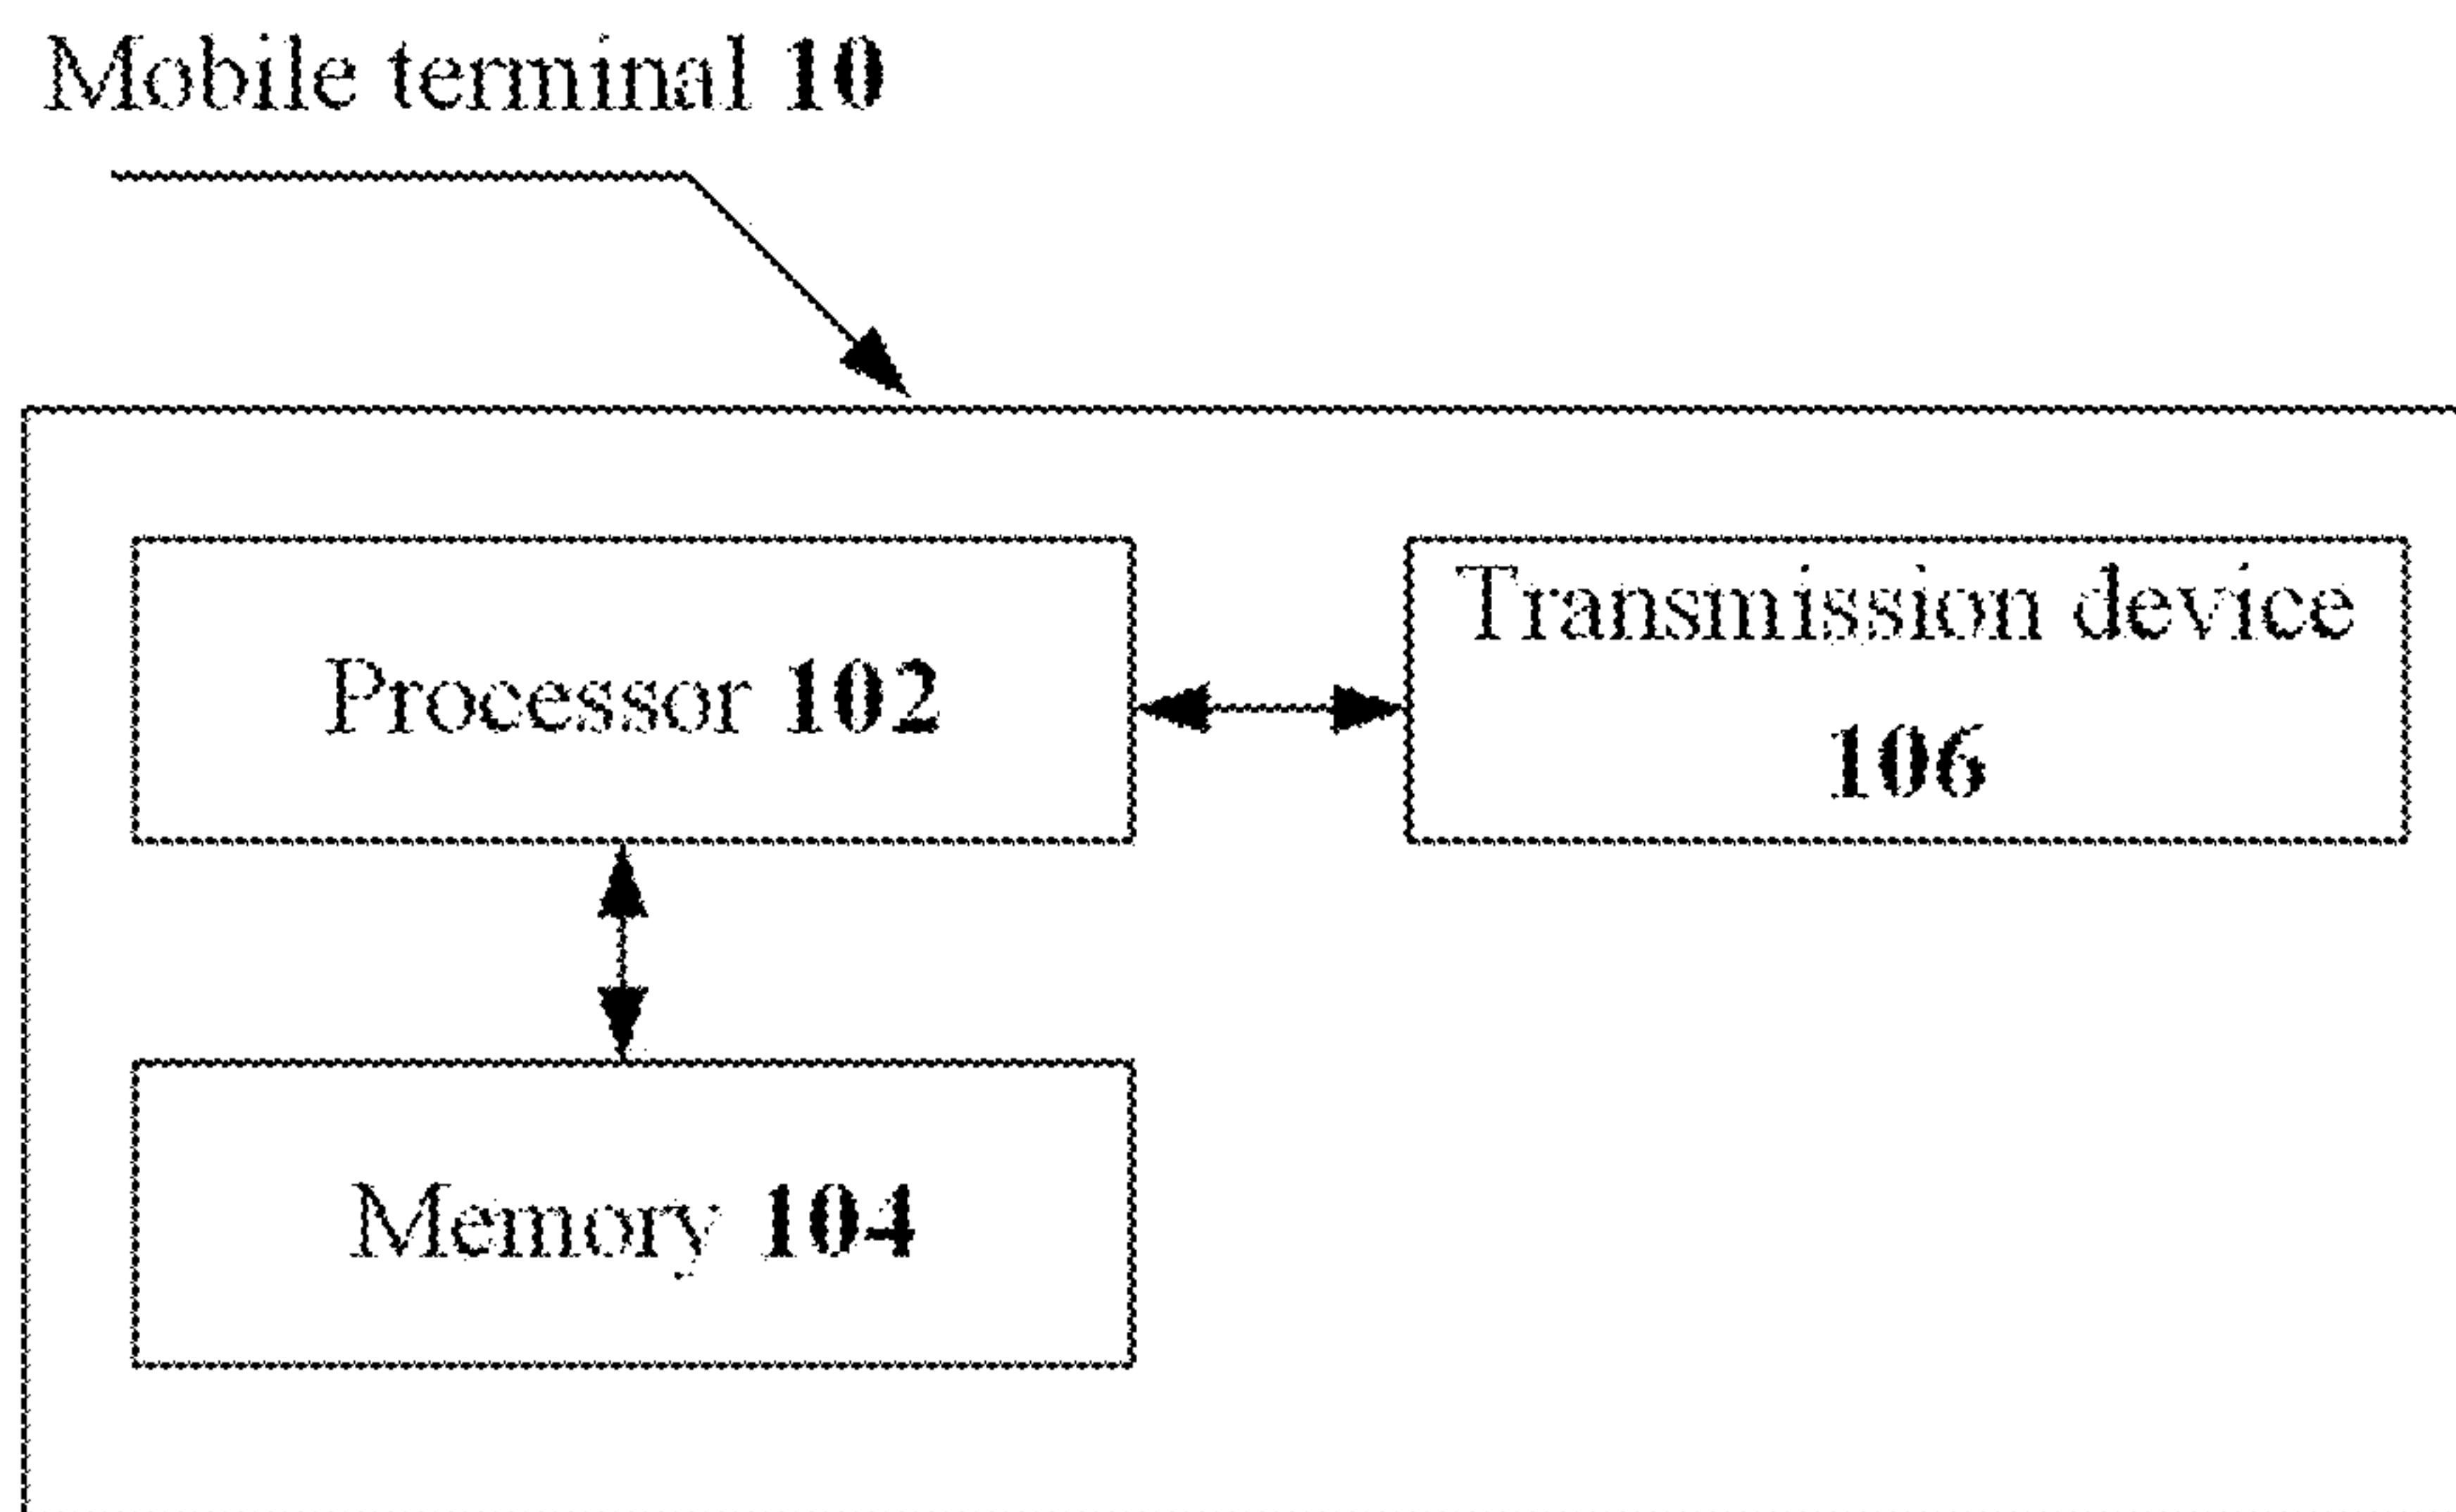 Mobile terminal 10
Processor 102
Transmission device
106
Memory 104